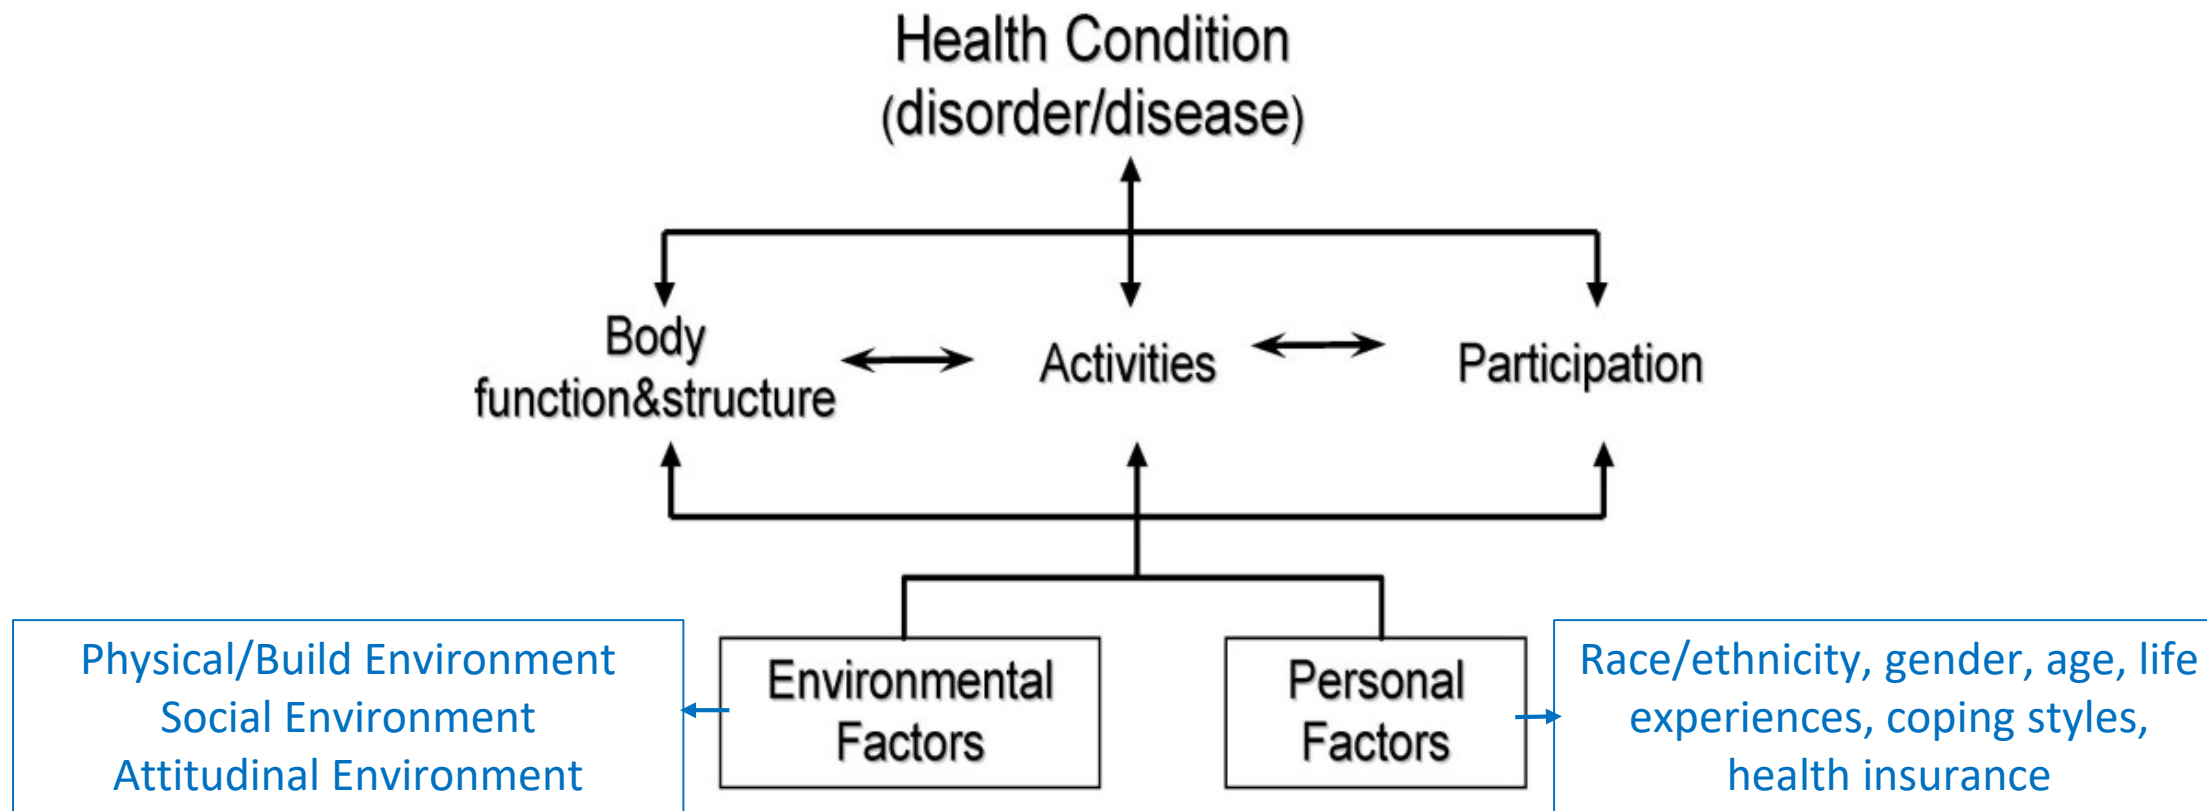 Health Condition
(disorder/disease)
Body
function&structure
Activities
Participation
Physical/Build Environment
Social Environment
Attitudinal Environment
Environmental
Factors
Personal
Factors
Race/ethnicity, gender, age, life
experiences, coping styles,
health insurance